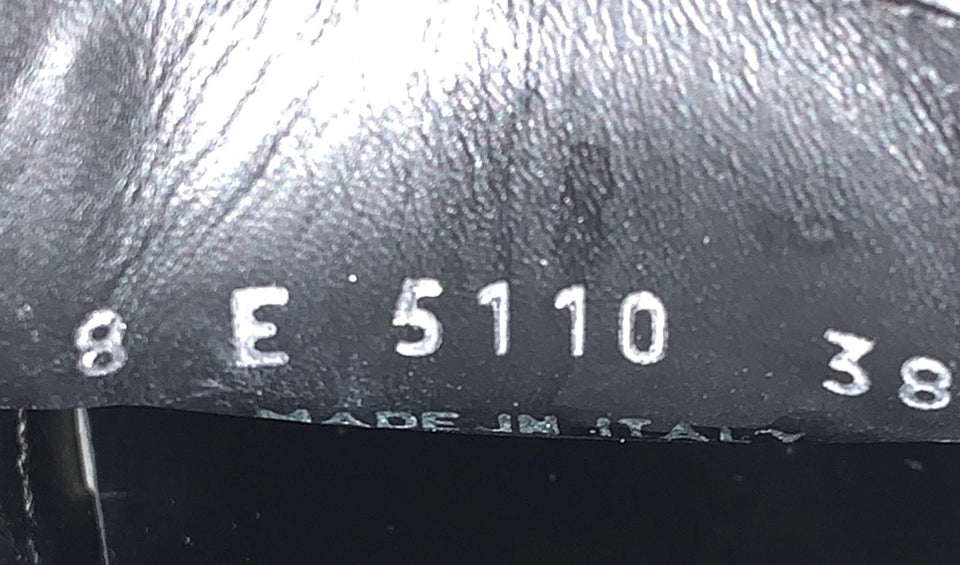 8 E 5110 38
MADE IN ITALY